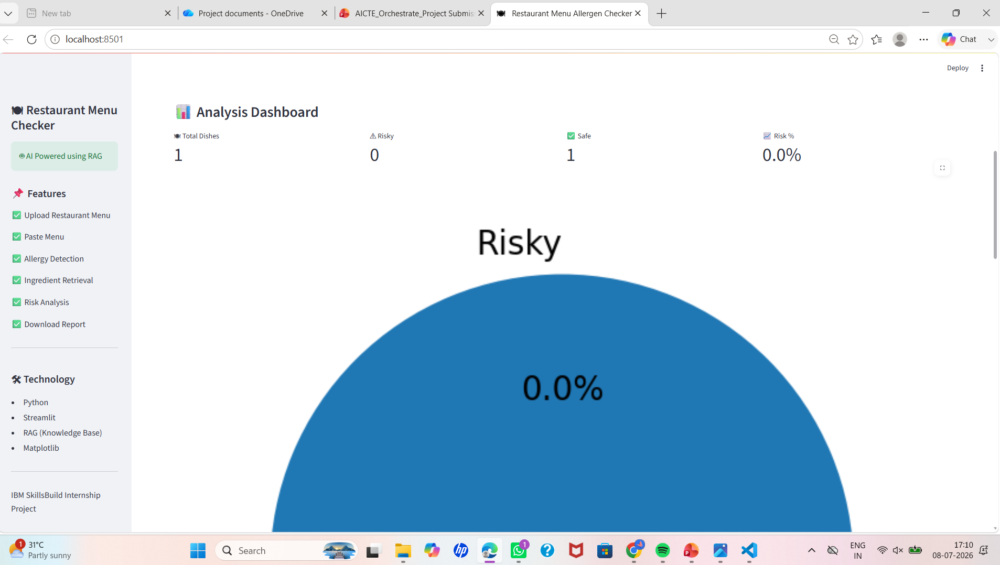 New tab
Project documents - OneDrive
AICTE_Orchestrate_Project Submis
Restaurant Menu Allergen Checker
localhost:8501
Chat
Deploy
Restaurant Menu
Checker
AI Powered using RAG
Features
Upload Restaurant Menu
Paste Menu
Allergy Detection
Ingredient Retrieval
Risk Analysis
Download Report
Technology
Python
Streamlit
RAG (Knowledge Base)
Matplotlib
IBM SkillsBuild Internship
Project
Analysis Dashboard
Total Dishes
1
Risky
0
Safe
1
Risk %
0.0%
Risky
0.0%
1
31°C
Partly sunny
Search
hp
1
ENG
IN
17:10
08-07-2026